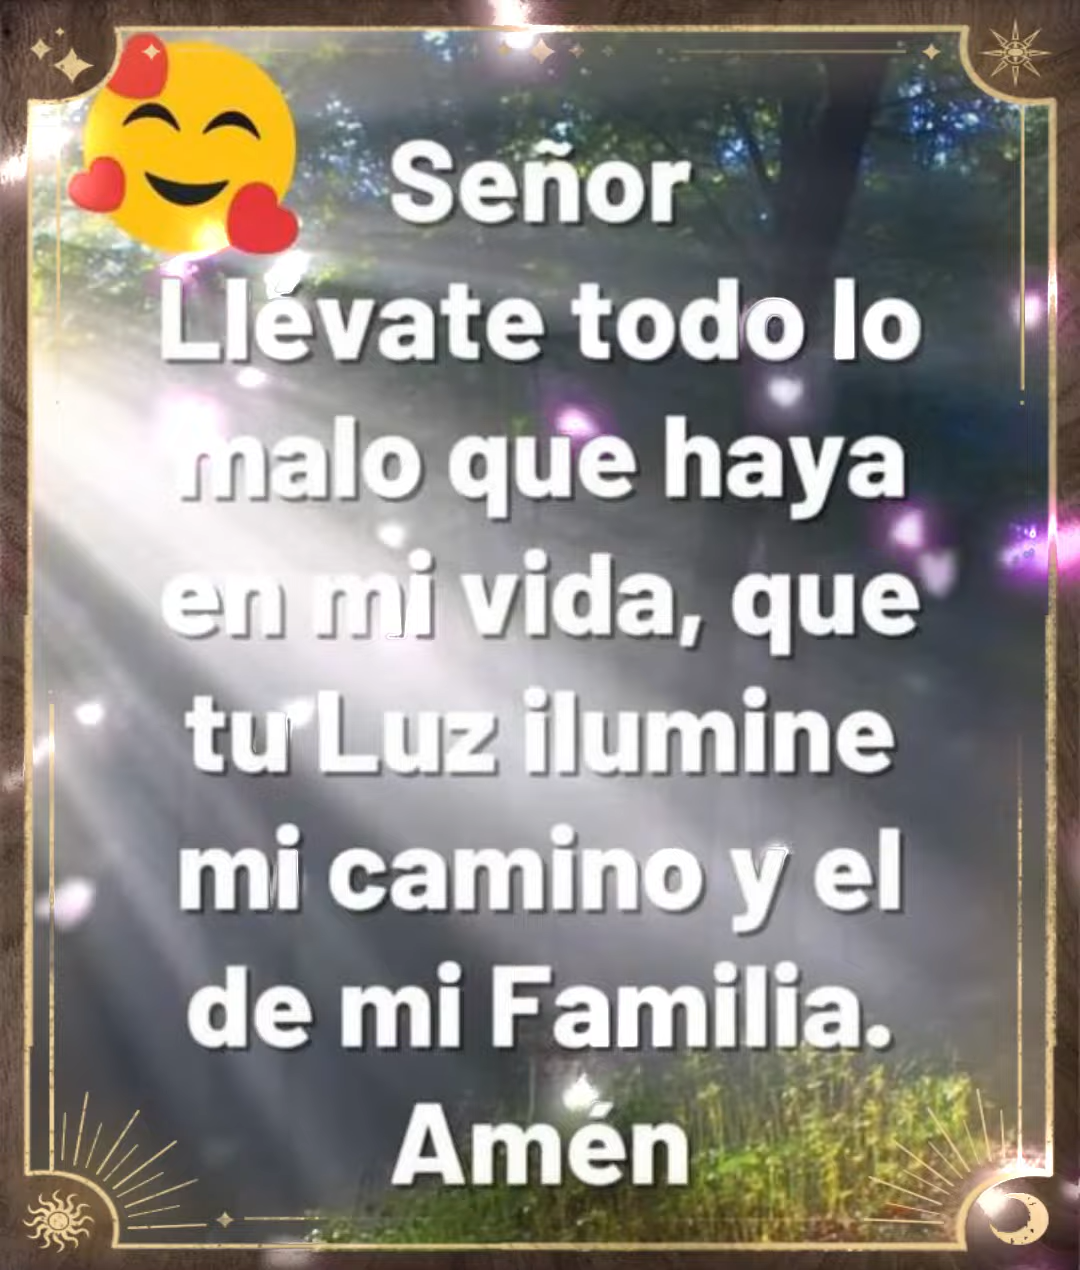 Señor
Llévate todo lo
malo que haya
en mi vida, que
tu Luz ilumine
mi camino y el
de mi Familia.
Amén